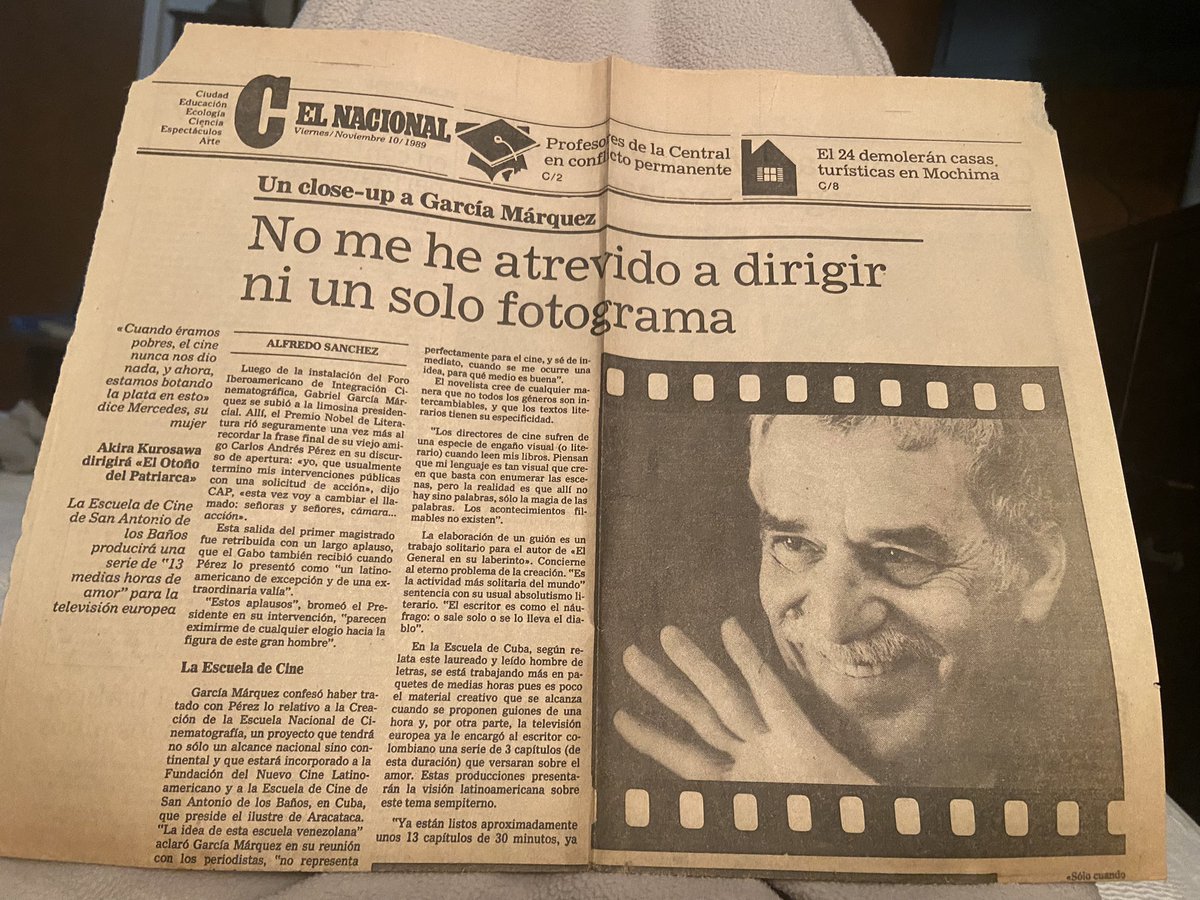 Ciudad
Educación
Ecología
Ciencia
Espectáculos
Arte
C
EL NACIONAL
Viernes/Noviembre 10/1989
Profesores de la Central
en conflicto permanente
C/2
El 24 demolerán casas
turísticas en Mochima
C/8
Un close-up a García Márquez
No me he atrevido a dirigir
ni un solo fotograma
«Cuando éramos
pobres, el cine
nunca nos dio
nada, y ahora,
estamos botando
la plata en esto»
dice Mercedes, su
mujer
Akira Kurosawa
dirigirá «El Otoño
del Patriarca»
La Escuela de Cine
de San Antonio de
los Baños
producirá una
serie de "13
medias horas de
amor" para la
televisión europea
ALFREDO SANCHEZ
Luego de la instalación del Foro
Iberoamericano de Integración Ci-
nematográfica, Gabriel García Már-
quez se subió a la limosina presiden-
cial. Allí, el Premio Nobel de Litera-
tura rió seguramente una vez más al
recordar la frase final de su viejo ami-
go Carlos Andrés Pérez en su discur-
so de apertura: «yo, que usualmente
termino mis intervenciones públicas
con una solicitud de acción», dijo
CAP, «esta vez voy a cambiar el lla-
mado: señoras y señores, cámara...
acción».
Esta salida del primer magistrado
fue retribuida con un largo aplauso,
que el Gabo también recibió cuando
Pérez lo presentó como "un latino-
americano de excepción y de una ex-
traordinaria valía".
"Estos aplausos", bromeó el Pre-
sidente en su intervención, "parecen
eximirme de cualquier elogio hacia la
figura de este gran hombre".
La Escuela de Cine
García Márquez confesó haber tra-
tado con Pérez lo relativo a la Crea-
ción de la Escuela Nacional de Ci-
nematografía, un proyecto que tendrá
no sólo un alcance nacional sino con-
tinental y que estará incorporado a la
Fundación del Nuevo Cine Latino-
americano y a la Escuela de Cine de
San Antonio de los Baños, en Cuba,
que preside el ilustre de Aracataca.
"La idea de esta escuela venezolana"
aclaró García Márquez en su reunión
con los periodistas, "no representa
perfectamente para el cine, y sé de in-
mediato, cuando se me ocurre una
idea, para qué medio es buena".
El novelista cree de cualquier ma-
nera que no todos los géneros son in-
tercambiables, y que los textos lite-
rarios tienen su especificidad.
"Los directores de cine sufren de
una especie de engaño visual (o lite-
rario) cuando leen mis libros. Piensan
que mi lenguaje es tan visual que cre-
en que basta con enumerar las esce-
nas, pero la realidad es que allí no
hay sino palabras, sólo la magia de las
palabras. Los acontecimientos fil-
mables no existen".
La elaboración de un guión es un
trabajo solitario para el autor de «El
General en su laberinto». Concierne
al eterno problema de la creación. "Es
la actividad más solitaria del mundo"
sentencia con su usual absolutismo li-
terario. "El escritor es como el náu-
frago: o sale solo o se lo lleva el dia-
blo".
En la Escuela de Cuba, según re-
lata este laureado y leído hombre de
letras, se está trabajando más en pa-
quetes de medias horas pues es poco
el material creativo que se alcanza
cuando se proponen guiones de una
hora y, por otra parte, la televisión
europea ya le encargó al escritor co-
lombiano una serie de 3 capítulos (de
esta duración) que versaran sobre el
amor. Estas producciones presenta-
rán la visión latinoamericana sobre
este tema sempiterno.
"Ya están listos aproximadamente
unos 13 capítulos de 30 minutos, ya
«Sólo cuando